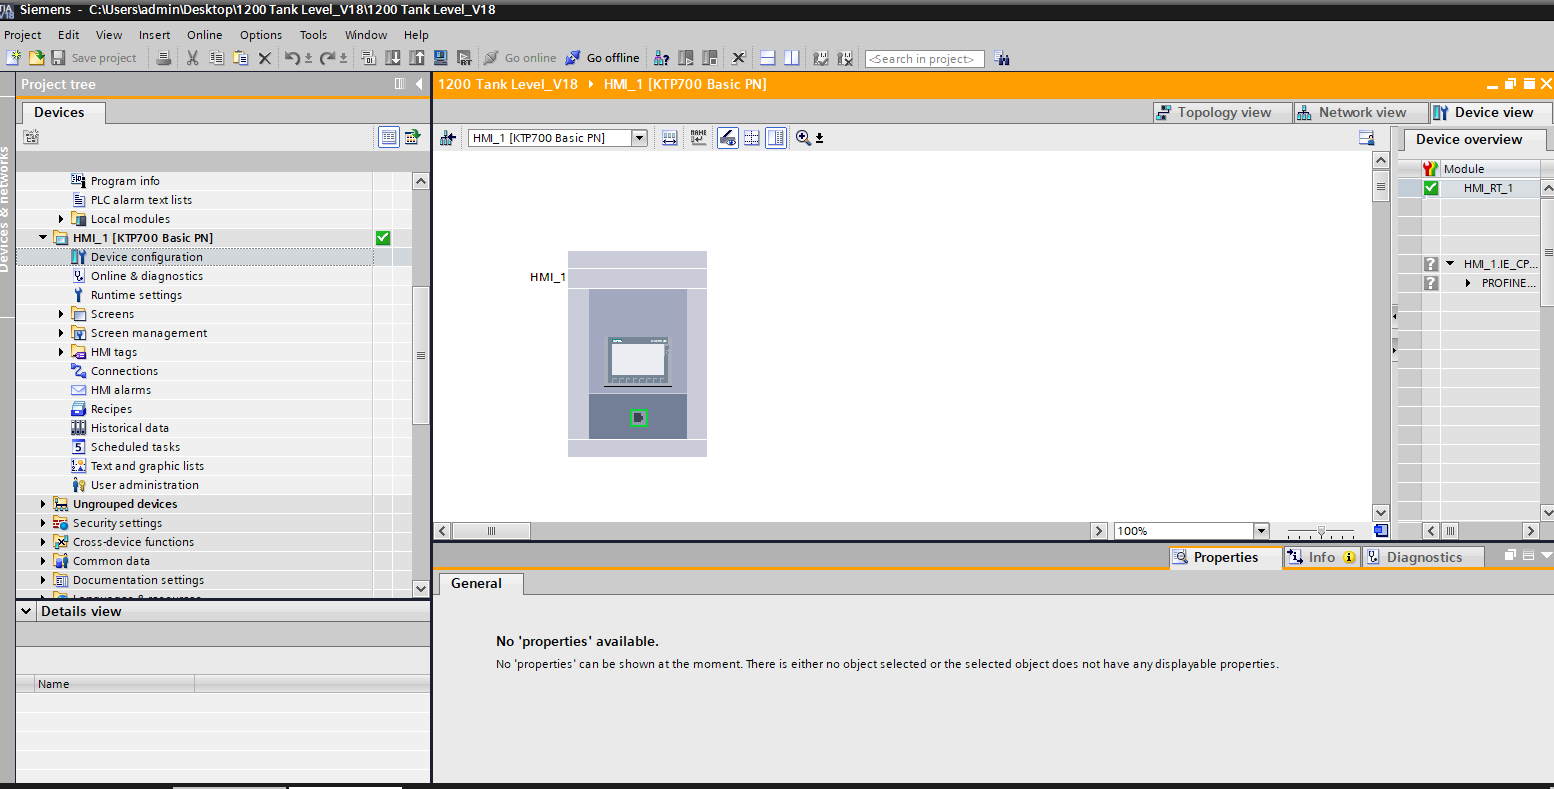 Siemens - C:\Users\admin\Desktop\1200 Tank Level_V18\1200 Tank Level_V18
Project Edit View Insert Online Options Tools Window Help
Save project Go online Go offline <Search in project>
Project tree
1200 Tank Level_V18 HMI_1 [KTP700 Basic PN]
Devices
Topology view Network view Device view
HMI_1 [KTP700 Basic PN] 
Device overview
Devices & networks
Module
HMI_RT_1
HMI_1.IE_CP...
PROFINE...
Program info
PLC alarm text lists
Local modules
HMI_1 [KTP700 Basic PN]
Device configuration
Online & diagnostics
Runtime settings
Screens
Screen management
HMI tags
Connections
HMI alarms
Recipes
Historical data
Scheduled tasks
Text and graphic lists
User administration
Ungrouped devices
Security settings
Cross-device functions
Common data
Documentation settings
Languages & resources
HMI_1
100%
Properties Info Diagnostics
General
No 'properties' available.
No 'properties' can be shown at the moment. There is either no object selected or the selected object does not have any displayable properties.
Details view
Name